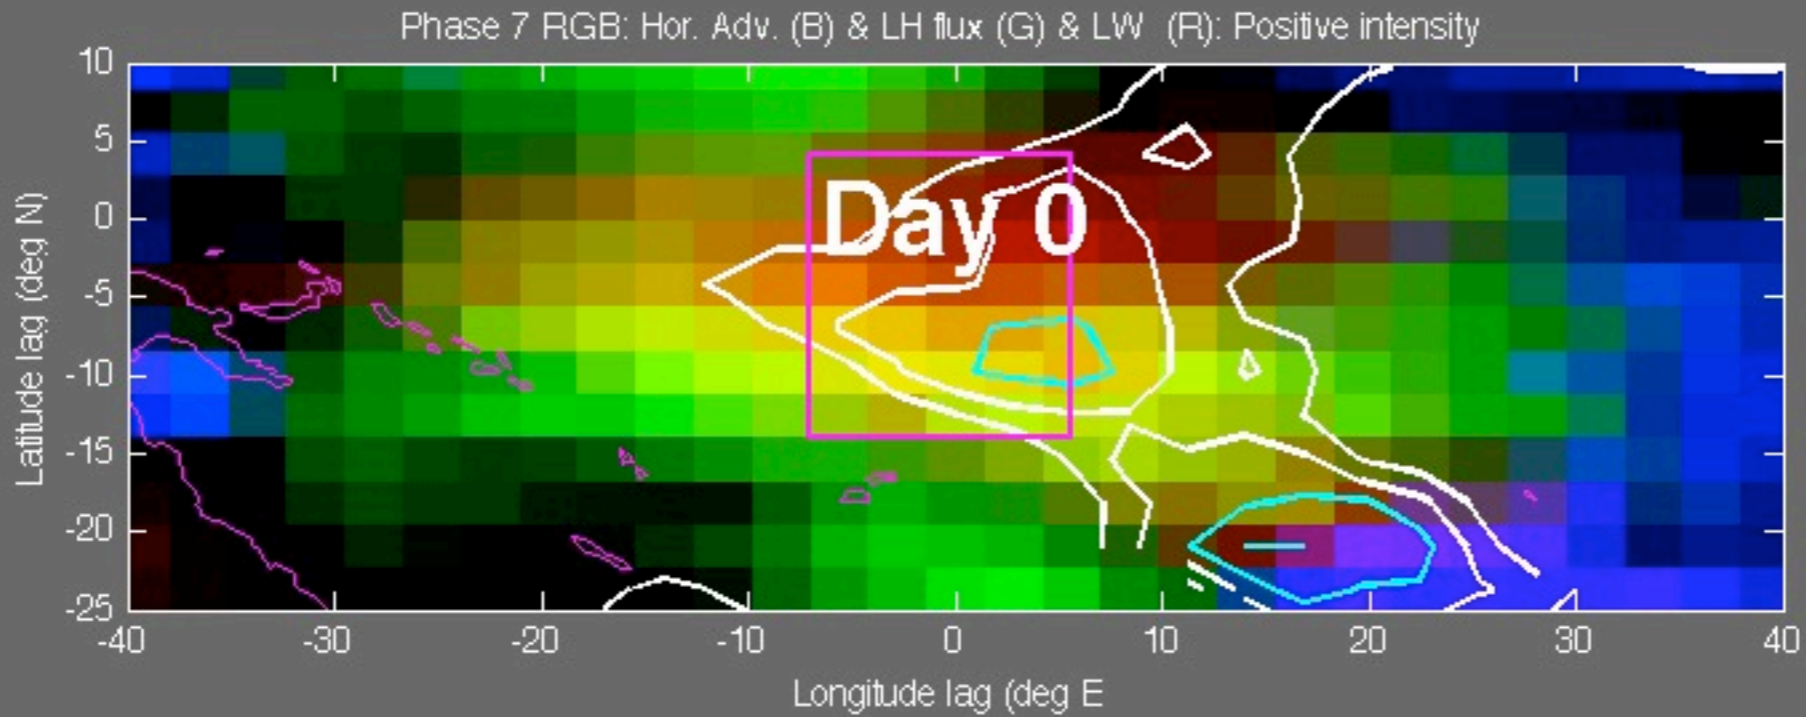 Phase 7 RGB: Hor. Adv. (B) & LH flux (G) & LW (R): Positive intensity
10
5
0
-5
-10
-15
-20
-25
Latitude lag (deg N)
Day 0
-40 -30 -20 -10 0 10 20 30 40
Longitude lag (deg E